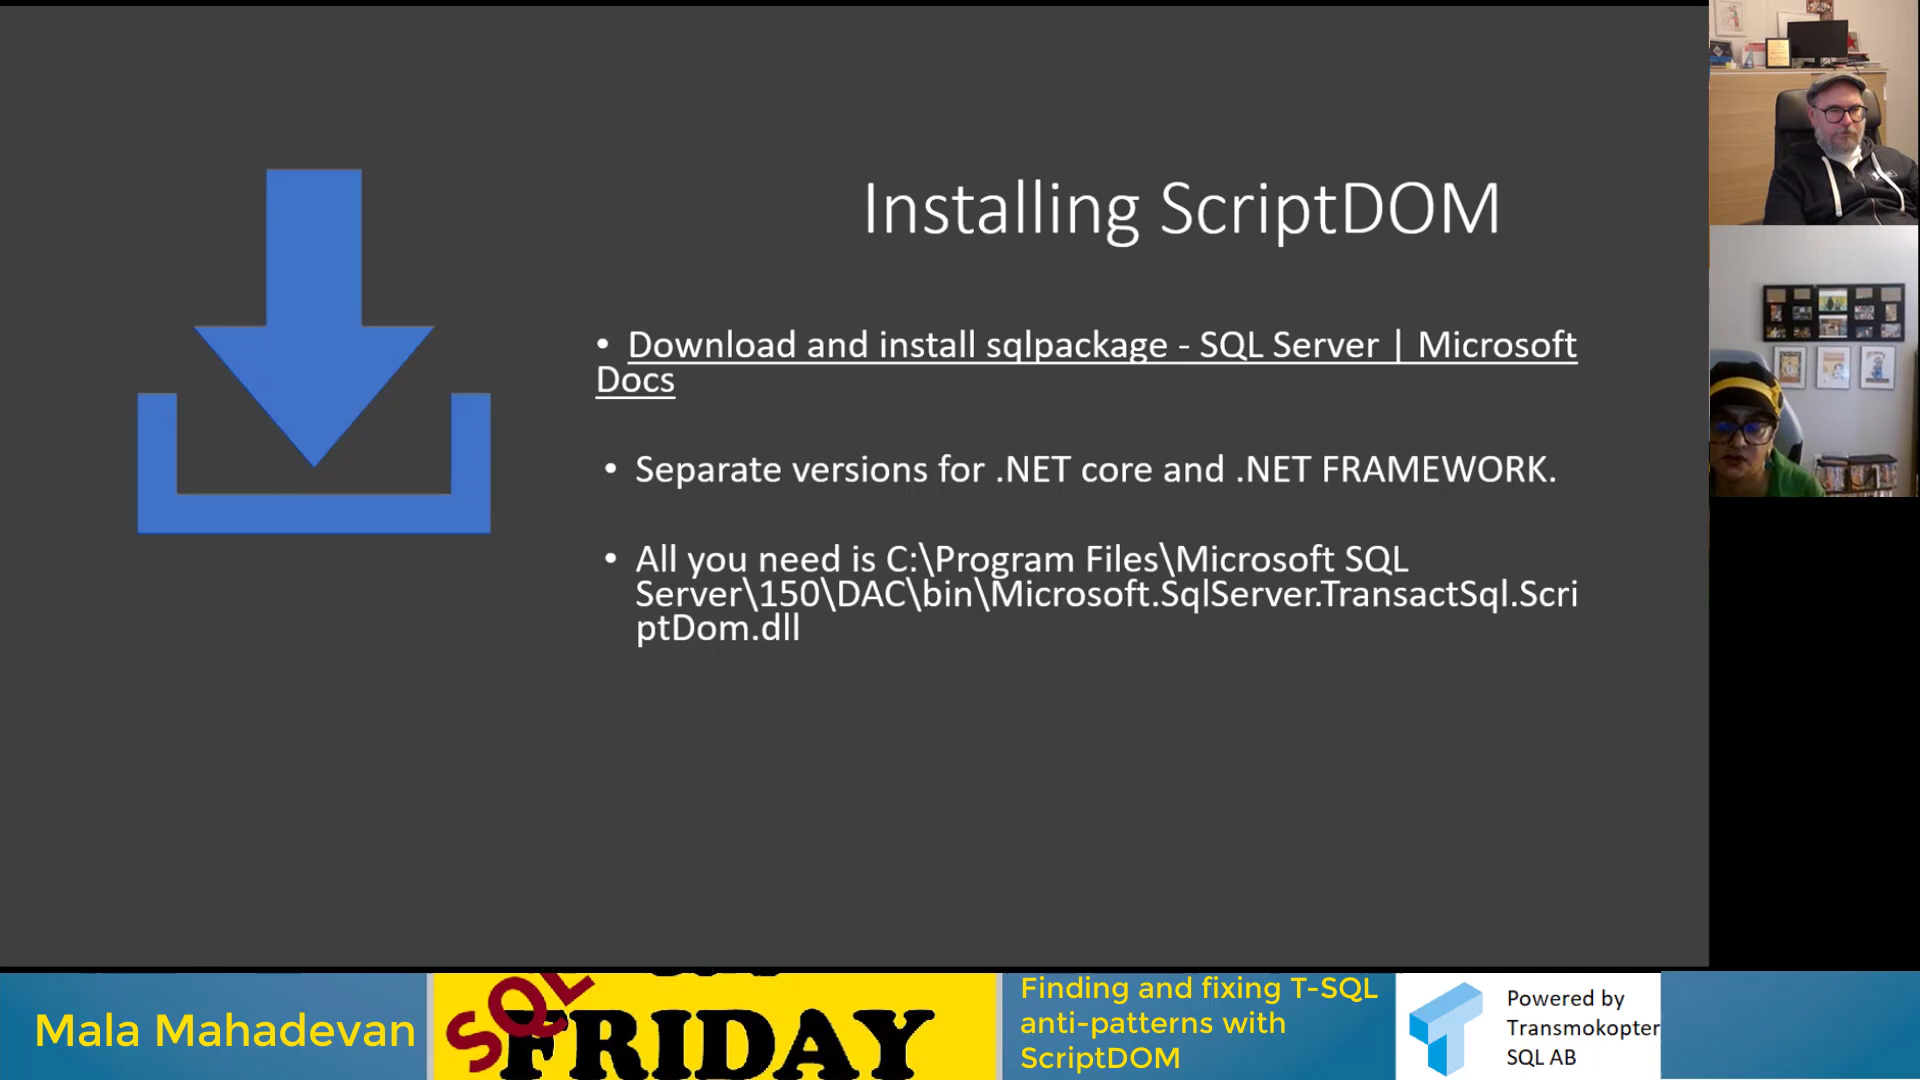 Installing ScriptDOM
• Download and install sqlpackage - SQL Server | Microsoft
Docs
• Separate versions for .NET core and .NET FRAMEWORK.
• All you need is C:\Program Files\Microsoft SQL
Server\150\DAC\bin\Microsoft.SqlServer.TransactSql.Scri
ptDom.dll
Mala Mahadevan
SQL
FRIDAY
Finding and fixing T-SQL
anti-patterns with
ScriptDOM
Powered by
Transmokopter
SQL AB